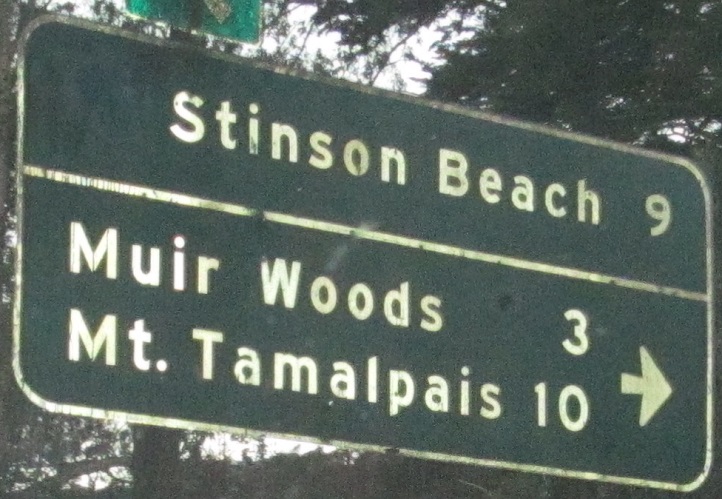 Stinson Beach 9
Muir Woods 3
Mt. Tamalpais 10